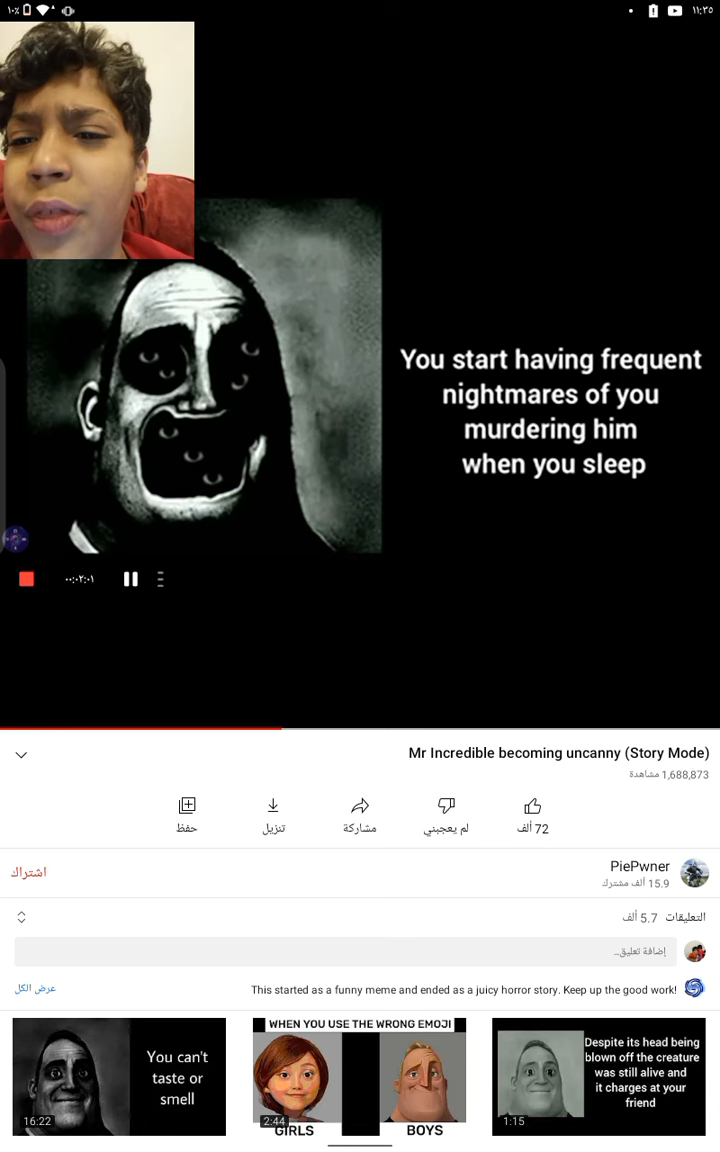 ١٠٪
١١:٣٥
You start having frequent
nightmares of you
murdering him
when you sleep
٠٠:٠٢:٠١
Mr Incredible becoming uncanny (Story Mode)
1,688,873 مشاهدة
72 ألف
لم يعجبني
مشاركة
تنزيل
حفظ
PiePwner
15.9 ألف مشترك
اشتراك
التعليقات 5.7 ألف
إضافة تعليق...
This started as a funny meme and ended as a juicy horror story. Keep up the good work!
عرض الكل
You can't
taste or
smell
16:22
WHEN YOU USE THE WRONG EMOJI
2:44
GIRLS
BOYS
Despite its head being
blown off the creature
was still alive and
it charges at your
friend
1:15